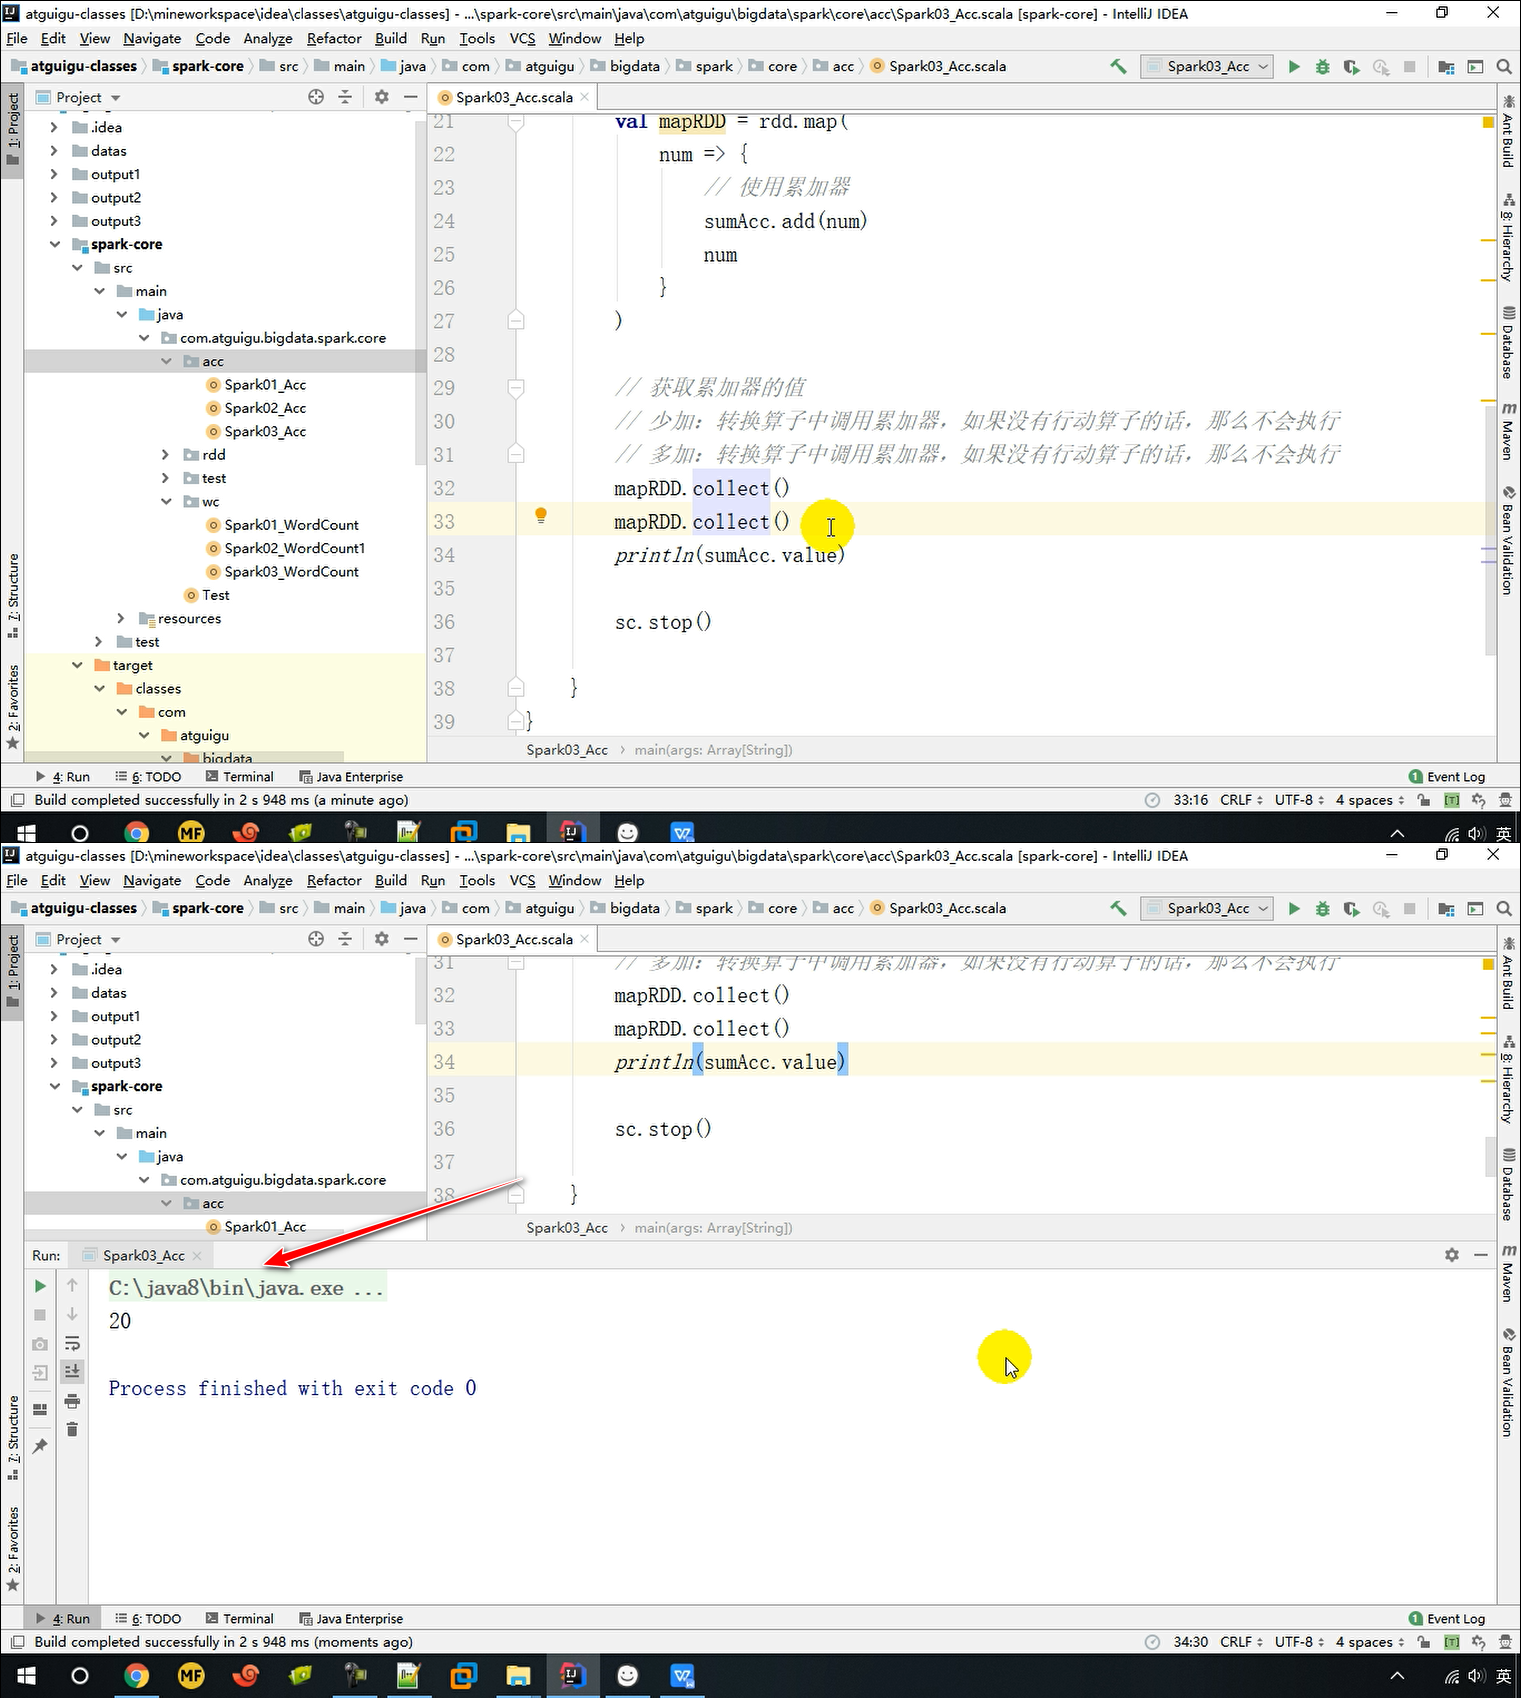 atguigu-classes [D:\mineworkspace\idea\classes\atguigu-classes] - ...\spark-core\src\main\java\com\atguigu\bigdata\spark\core\acc\Spark03_Acc.scala [spark-core] - IntelliJ IDEA
File Edit View Navigate Code Analyze Refactor Build Run Tools VCS Window Help
atguigu-classes spark-core src main java com atguigu bigdata spark core acc Spark03_Acc.scala Spark03_Acc
1: Project
7: Structure
2: Favorites
Project
.idea
datas
output1
output2
output3
spark-core
src
main
java
com.atguigu.bigdata.spark.core
acc
Spark01_Acc
Spark02_Acc
Spark03_Acc
rdd
test
wc
Spark01_WordCount
Spark02_WordCount1
Spark03_WordCount
Test
resources
test
target
classes
com
atguigu
bigdata
Spark03_Acc.scala
21 val mapRDD = rdd.map(
22 num => {
23 // 使用累加器
24 sumAcc.add(num)
25 num
26 }
27 )
28
29 // 获取累加器的值
30 // 少加：转换算子中调用累加器，如果没有行动算子的话，那么不会执行
31 // 多加：转换算子中调用累加器，如果没有行动算子的话，那么不会执行
32 mapRDD.collect()
33 mapRDD.collect()
34 println(sumAcc.value)
35
36 sc.stop()
37
38 }
39 }
Spark03_Acc main(args: Array[String])
Ant Build
8: Hierarchy
Database
Maven
Bean Validation
4: Run 6: TODO Terminal Java Enterprise 1 Event Log
Build completed successfully in 2 s 948 ms (a minute ago) 33:16 CRLF UTF-8 4 spaces
MF 英
atguigu-classes [D:\mineworkspace\idea\classes\atguigu-classes] - ...\spark-core\src\main\java\com\atguigu\bigdata\spark\core\acc\Spark03_Acc.scala [spark-core] - IntelliJ IDEA
File Edit View Navigate Code Analyze Refactor Build Run Tools VCS Window Help
atguigu-classes spark-core src main java com atguigu bigdata spark core acc Spark03_Acc.scala Spark03_Acc
1: Project
7: Structure
2: Favorites
Project
.idea
datas
output1
output2
output3
spark-core
src
main
java
com.atguigu.bigdata.spark.core
acc
Spark01_Acc
Spark03_Acc.scala
31 // 多加：转换算子中调用累加器，如果没有行动算子的话，那么不会执行
32 mapRDD.collect()
33 mapRDD.collect()
34 println(sumAcc.value)
35
36 sc.stop()
37
38 }
Spark03_Acc main(args: Array[String])
Ant Build
8: Hierarchy
Database
Maven
Bean Validation
Run: Spark03_Acc
C:\java8\bin\java.exe ...
20
Process finished with exit code 0
4: Run 6: TODO Terminal Java Enterprise 1 Event Log
Build completed successfully in 2 s 948 ms (moments ago) 34:30 CRLF UTF-8 4 spaces
MF 英